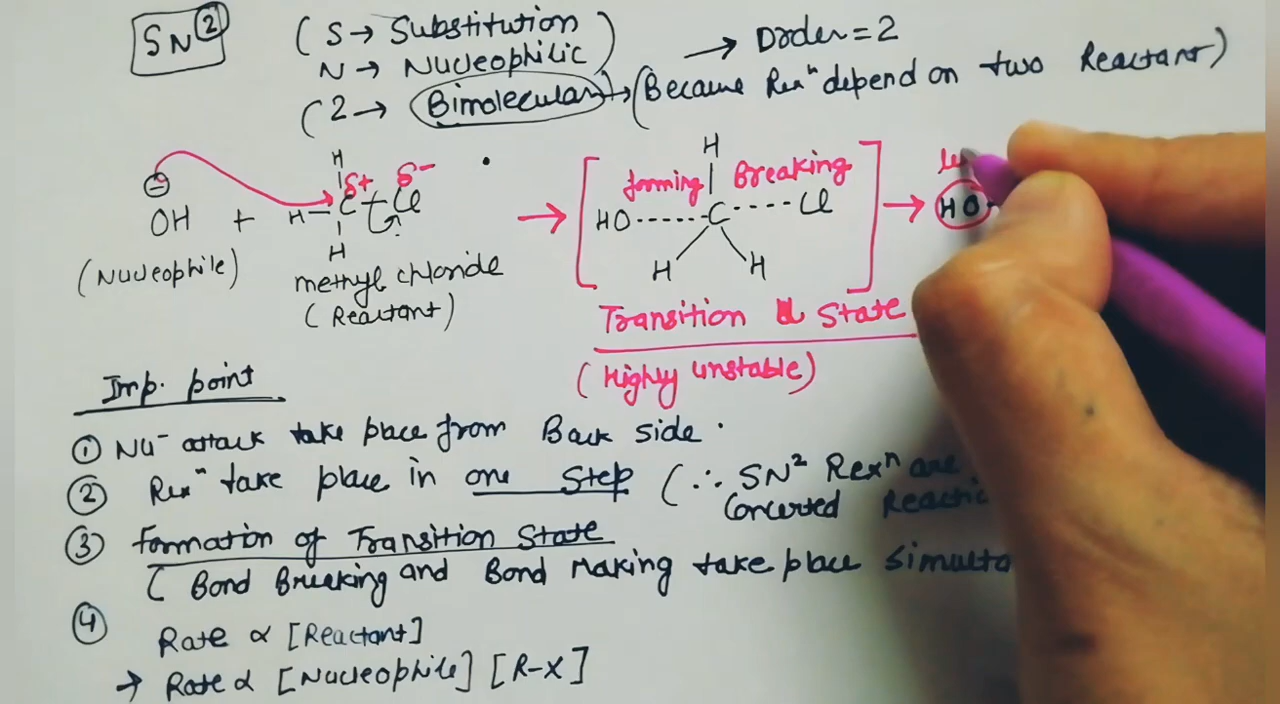 SN② ( S → Substitution
N → Nucleophilic )
( 2 → Bimolecular) → (Because Rexⁿ depend on two Reactant)
→ Order = 2
H H
⊖ δ+ δ- forming Breaking
OH + H-C-Cl → [ HO-----C----Cl ] → HO
H H H
(Nucleophile) methyl chloride
(Reactant)
Transition State
(Highly unstable)
Imp. point
① Nu⁻ attack take place from Back side.
② Rexⁿ take place in one Step (∴ SN² Rexⁿ are
Concerted
③ Formation of Transition State
( Bond Breaking and Bond Making take place
④ Rate ∝ [Reactant]
→ Rate ∝ [Nucleophile] [R-X]